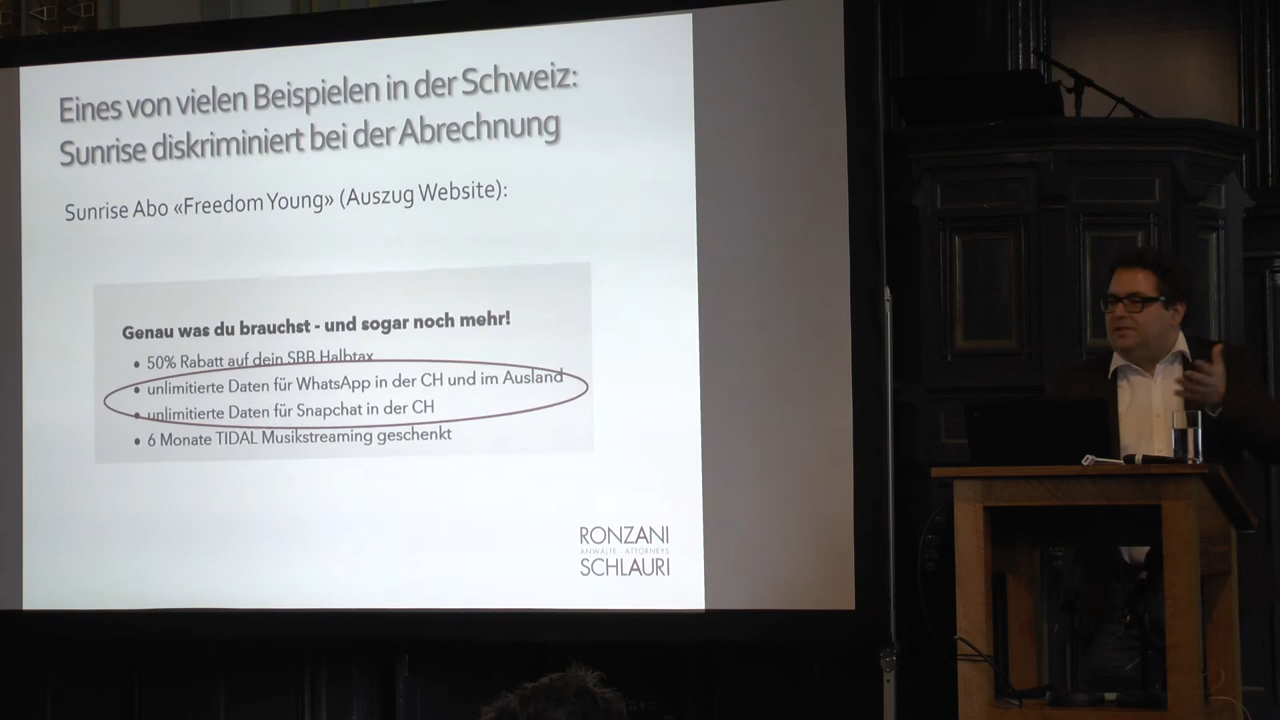 Eines von vielen Beispielen in der Schweiz:
Sunrise diskriminiert bei der Abrechnung
Sunrise Abo «Freedom Young» (Auszug Website):
Genau was du brauchst - und sogar noch mehr!
• 50% Rabatt auf dein SBB Halbtax
• unlimitierte Daten für WhatsApp in der CH und im Ausland
• unlimitierte Daten für Snapchat in der CH
• 6 Monate TIDAL Musikstreaming geschenkt
RONZANI
ANWÄLTE · ATTORNEYS
SCHLAURI